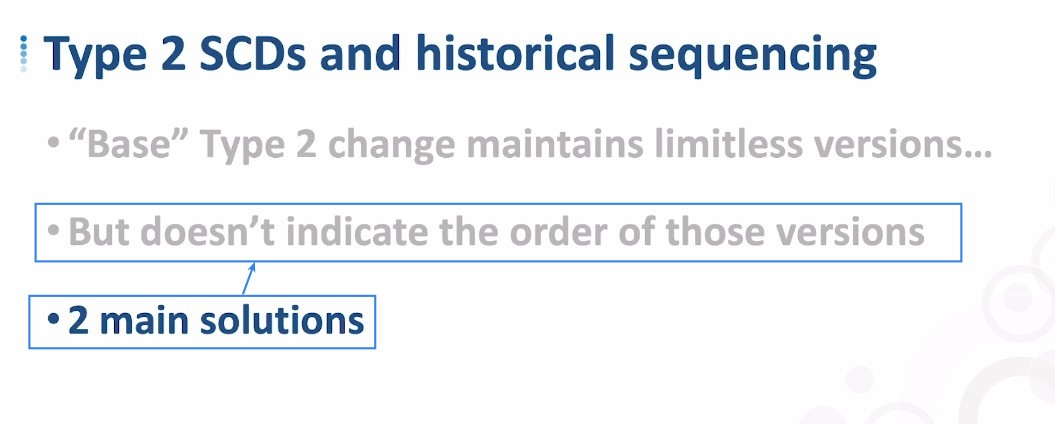 Type 2 SCDs and historical sequencing
• “Base” Type 2 change maintains limitless versions...
• But doesn’t indicate the order of those versions
• 2 main solutions